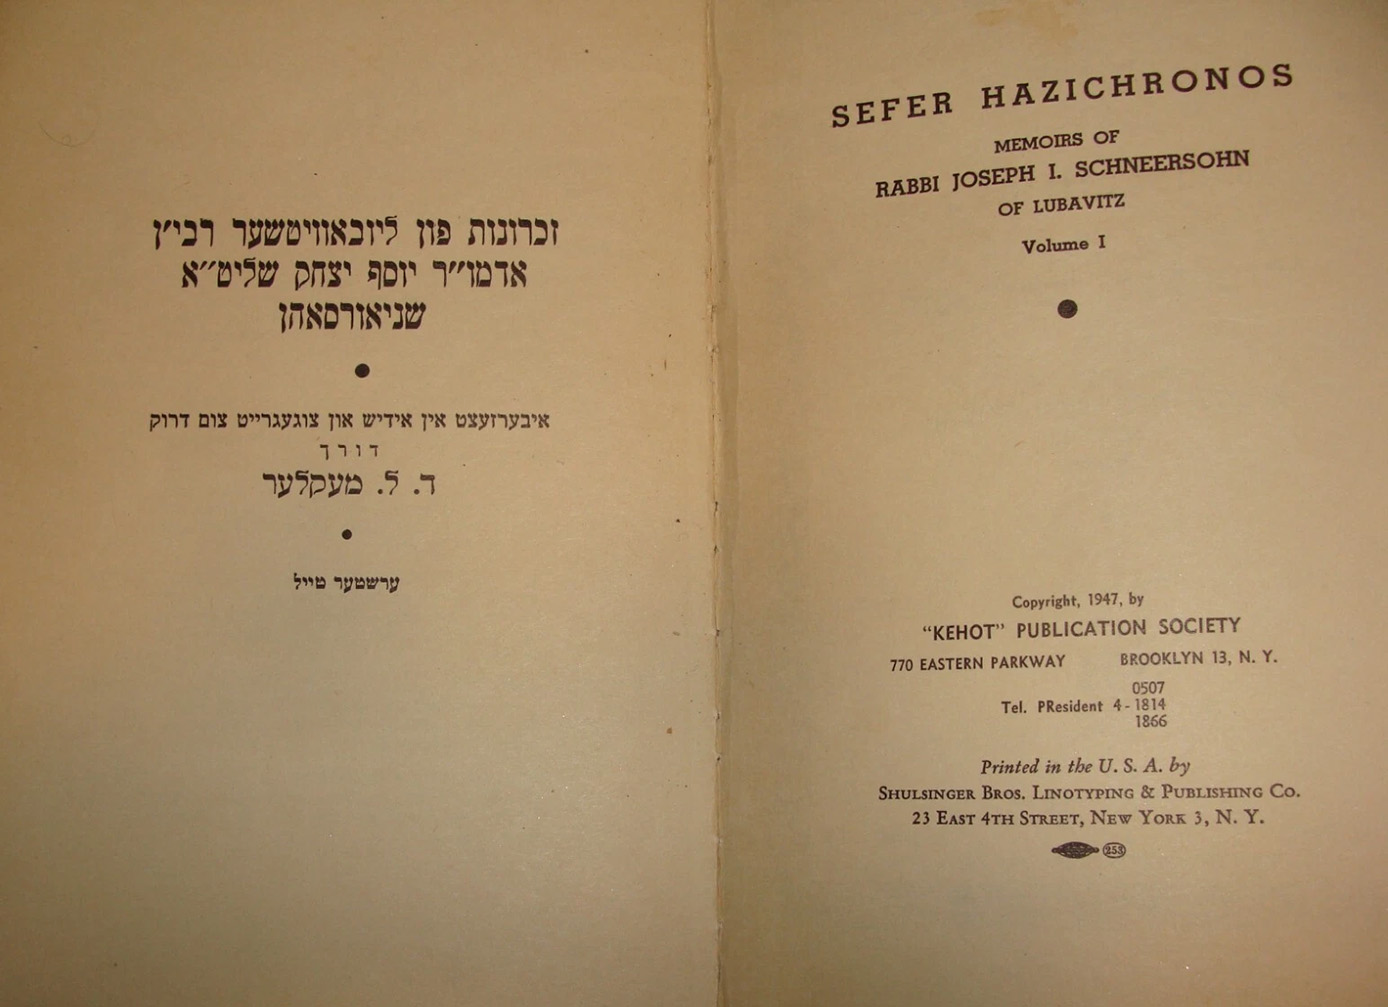 זכרונות פון ליובאוויטשער רבי׳ן
אדמו״ר יוסף יצחק שליט״א
שניאורסאהן
איבערזעצט אין אידיש און צוגעגרייט צום דרוק
דורך
ד. ל. מעקלער
ערשטער טייל
SEFER HAZICHRONOS
MEMOIRS OF
RABBI JOSEPH I. SCHNEERSOHN
OF LUBAVITZ
Volume I
Copyright, 1947, by
“KEHOT” PUBLICATION SOCIETY
770 EASTERN PARKWAY BROOKLYN 13, N. Y.
0507
Tel. PResident 4-1814
1866
Printed in the U. S. A. by
SHULSINGER BROS. LINOTYPING & PUBLISHING CO.
23 EAST 4TH STREET, NEW YORK 3, N. Y.
253